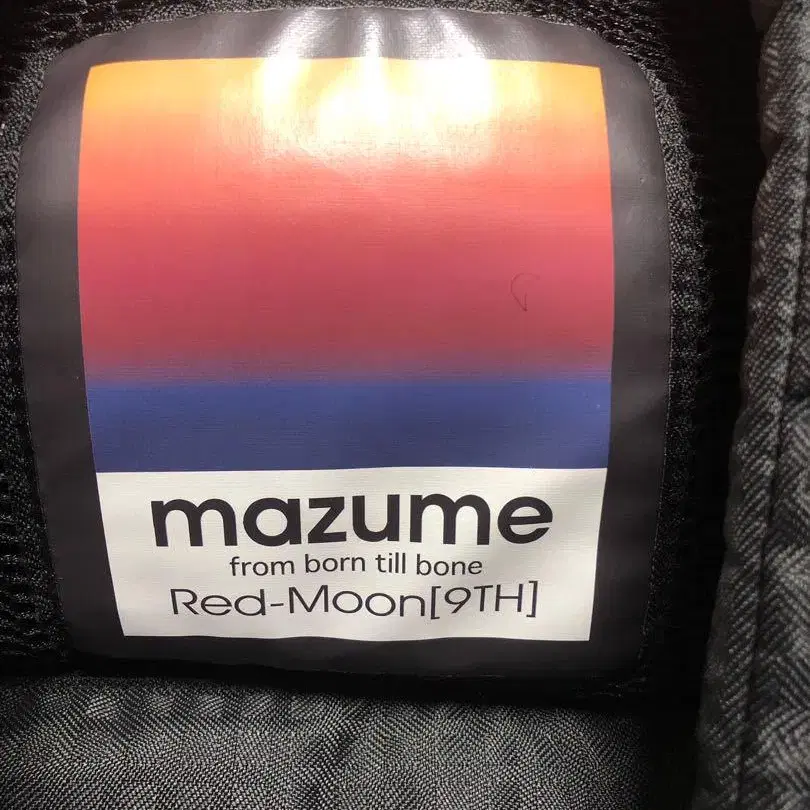 mazume
from born till bone
Red-Moon[9TH]